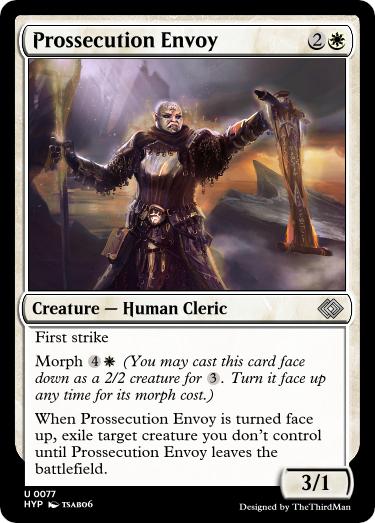 Prossecution Envoy 2
Creature — Human Cleric
First strike
Morph 4 (You may cast this card face
down as a 2/2 creature for 3. Turn it face up
any time for its morph cost.)
When Prossecution Envoy is turned face
up, exile target creature you don't control
until Prossecution Envoy leaves the
battlefield.
3/1
U 0077
HYP TSABO6
Designed by TheThirdMan